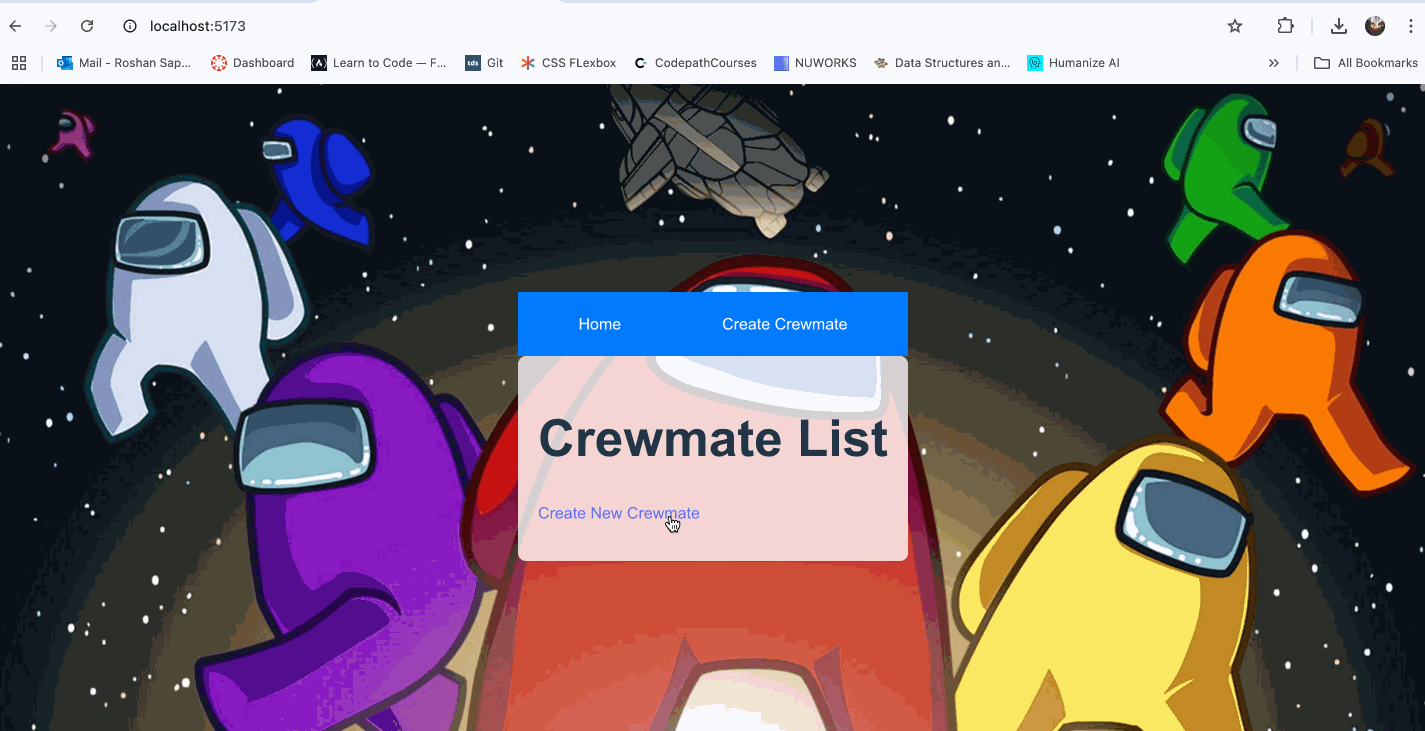 localhost:5173
Mail - Roshan Sap... Dashboard Learn to Code — F... tds Git CSS FLexbox CodepathCourses NUWORKS Data Structures an... Humanize AI » All Bookmarks
Home Create Crewmate
Crewmate List
Create New Crewmate